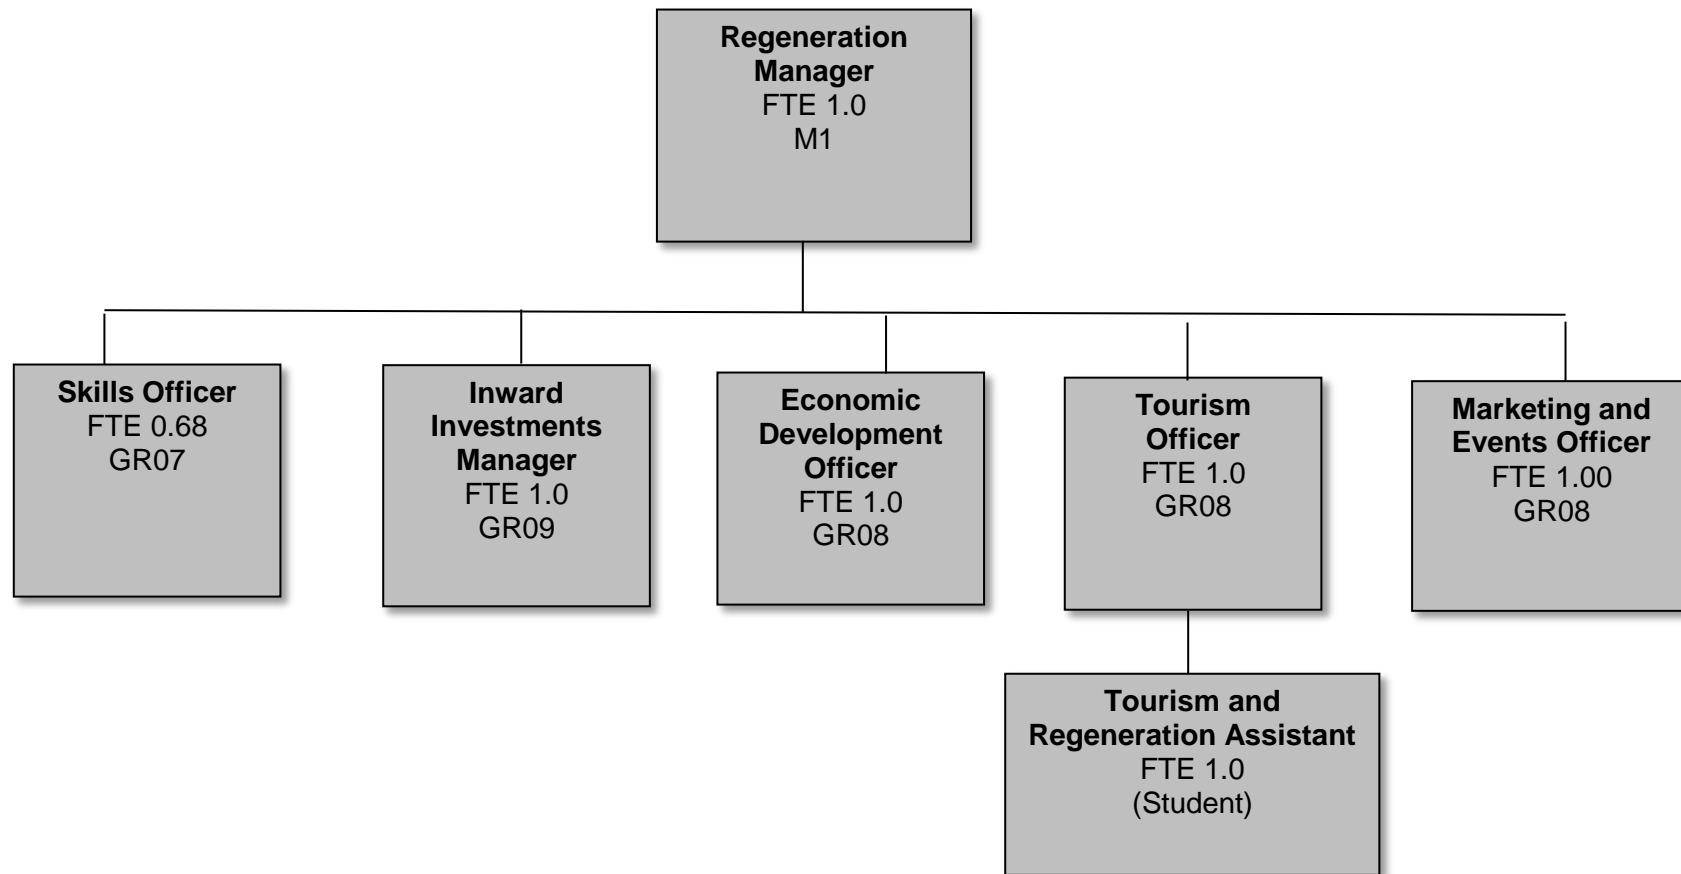 Regeneration
Manager
FTE 1.0
M1
Skills Officer
FTE 0.68
GR07
Inward
Investments
Manager
FTE 1.0
GR09
Economic
Development
Officer
FTE 1.0
GR08
Tourism
Officer
FTE 1.0
GR08
Marketing and
Events Officer
FTE 1.00
GR08
Tourism and
Regeneration Assistant
FTE 1.0
(Student)